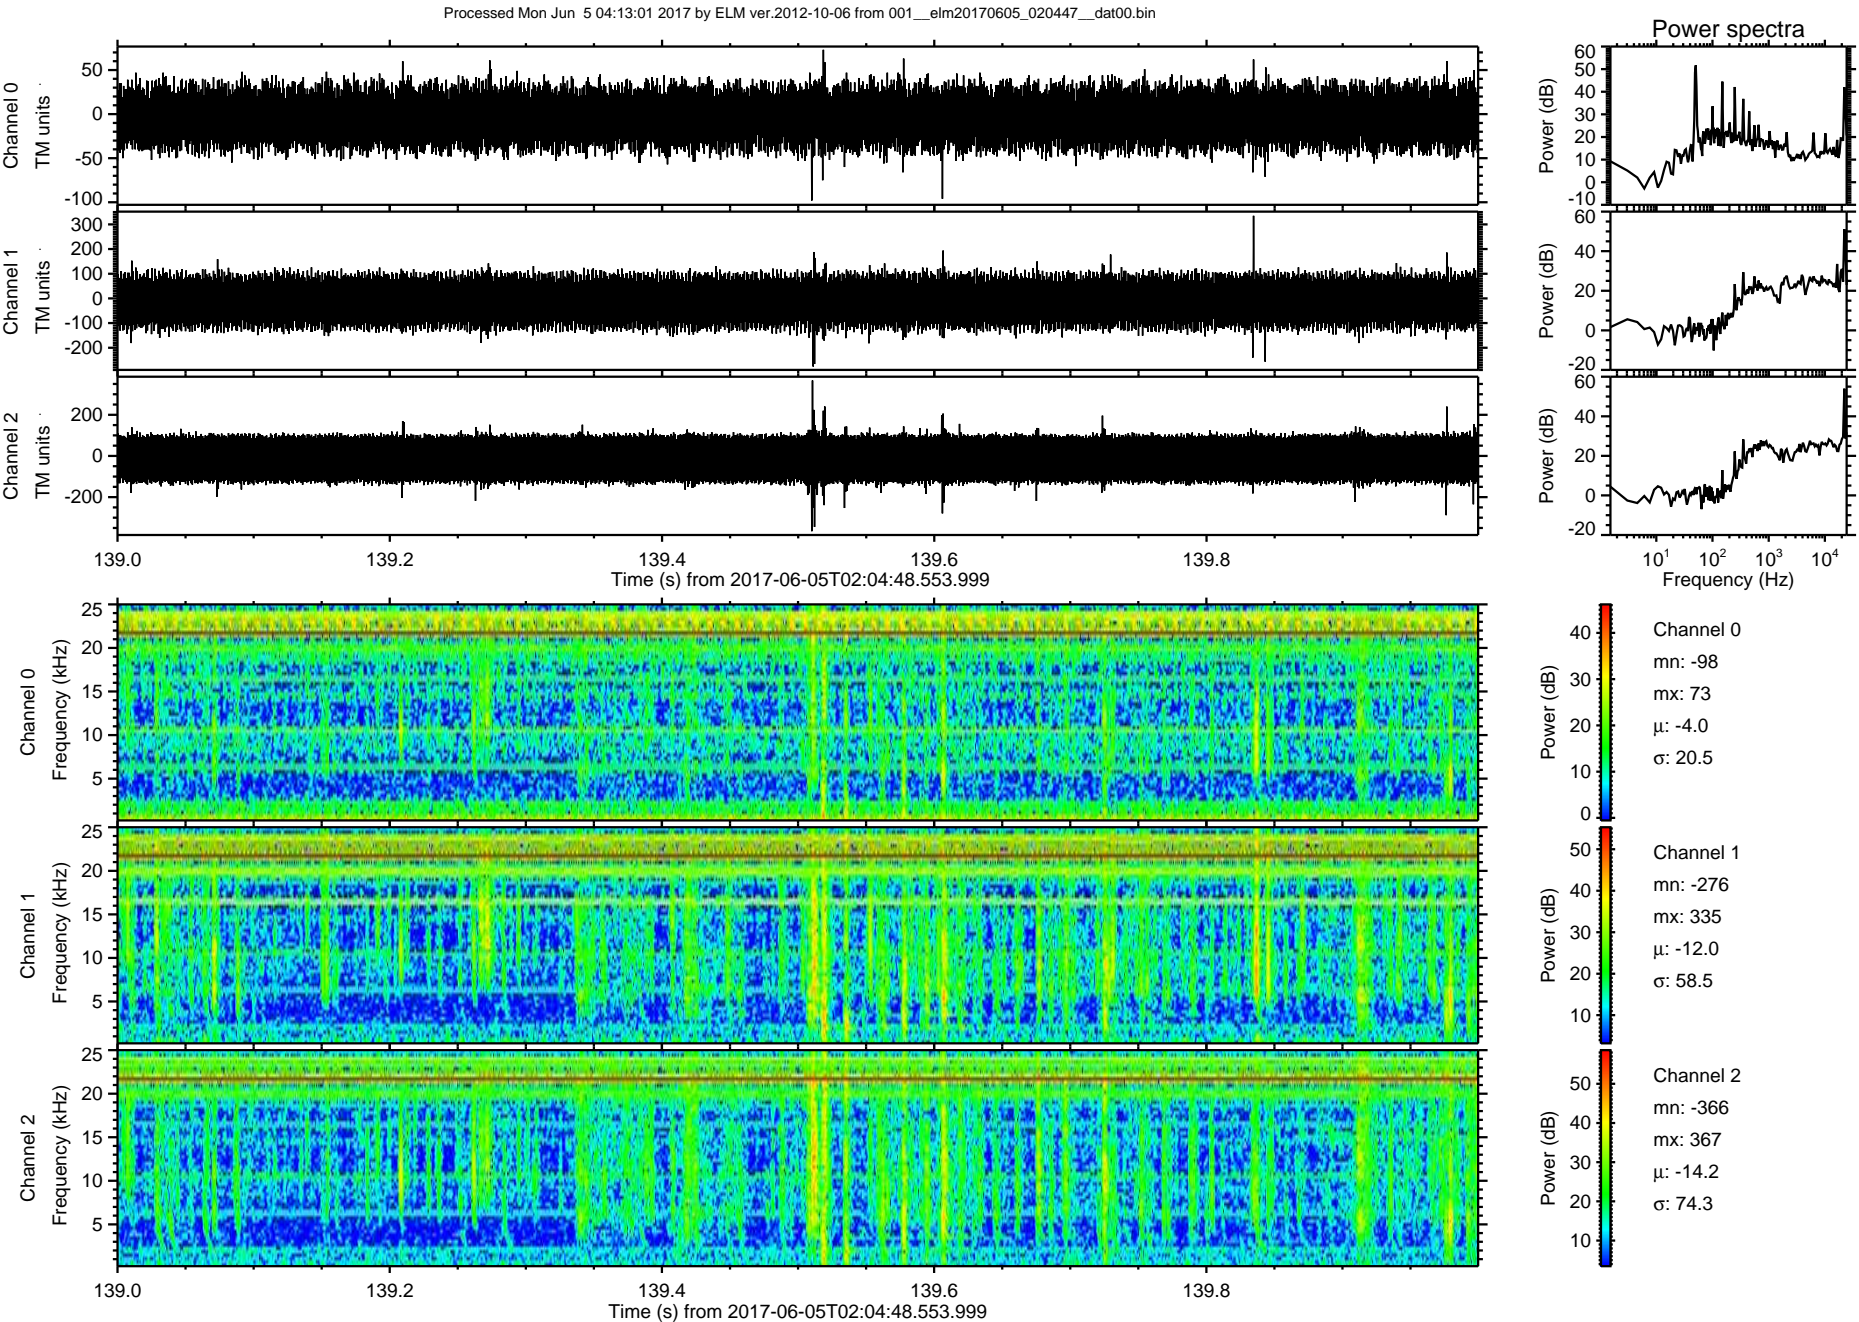 Processed Mon Jun  5 04:13:01 2017 by ELM ver.2012-10-06 from 001__elm20170605_020447__dat00.bin
Power spectra
Channel 0
TM units
50
0
-50
-100
Power (dB)
60
50
40
30
20
10
0
-10
Channel 1
TM units
300
200
100
0
-100
-200
Power (dB)
60
40
20
0
-20
Channel 2
TM units
200
0
-200
Power (dB)
60
40
20
0
-20
139.0 139.2 139.4 139.6 139.8
Time (s) from 2017-06-05T02:04:48.553.999
10¹ 10² 10³ 10⁴
Frequency (Hz)
Channel 0
Frequency (kHz)
25
20
15
10
5
Power (dB)
40
30
20
10
0
Channel 0
mn: -98
mx: 73
μ: -4.0
σ: 20.5
Channel 1
Frequency (kHz)
25
20
15
10
5
Power (dB)
50
40
30
20
10
Channel 1
mn: -276
mx: 335
μ: -12.0
σ: 58.5
Channel 2
Frequency (kHz)
25
20
15
10
5
Power (dB)
50
40
30
20
10
Channel 2
mn: -366
mx: 367
μ: -14.2
σ: 74.3
139.0 139.2 139.4 139.6 139.8
Time (s) from 2017-06-05T02:04:48.553.999